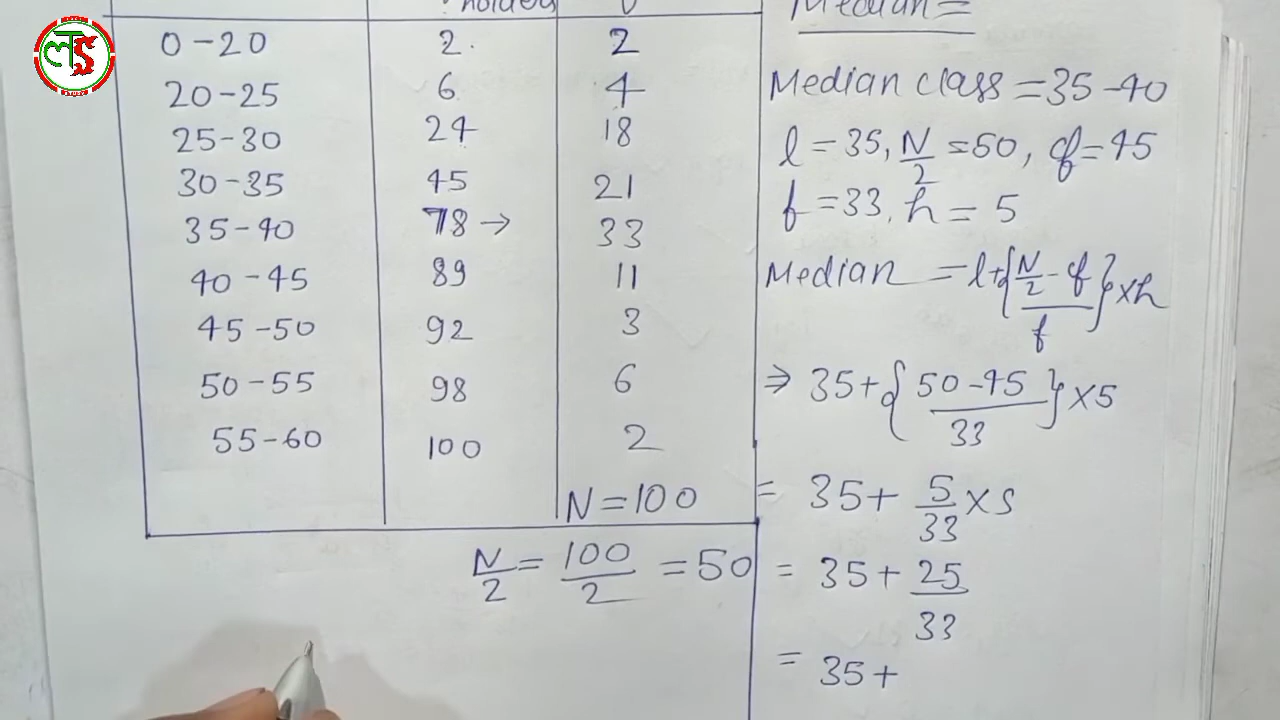 0-20 2 2
20-25 6 4
25-30 24 18
30-35 45 21
35-40 78 → 33
40-45 89 11
45-50 92 3
50-55 98 6
55-60 100 2
N=100
N/2 = 100/2 = 50
Median =
Median class = 35-40
l = 35, N/2 = 50, cf = 45
f = 33, h = 5
Median = l+{N/2 - cf / f}×h
⇒ 35+{50-45 / 33}×5
= 35+ 5/33 ×5
= 35+ 25/33
= 35+